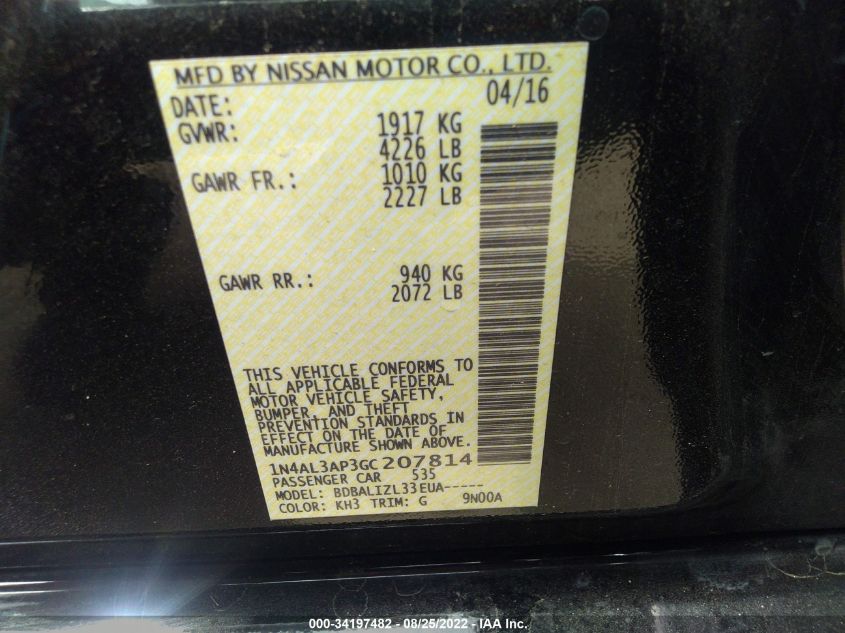 MFD BY NISSAN MOTOR CO., LTD.
DATE: 04/16
GVWR: 1917 KG
4226 LB
GAWR FR.: 1010 KG
2227 LB
GAWR RR.: 940 KG
2072 LB
THIS VEHICLE CONFORMS TO
ALL APPLICABLE FEDERAL
MOTOR VEHICLE SAFETY,
BUMPER, AND THEFT
PREVENTION STANDARDS IN
EFFECT ON THE DATE OF
MANUFACTURE SHOWN ABOVE.
1N4AL3AP3GC207814
PASSENGER CAR 535
MODEL: BDBALIZL33EUA-----
COLOR: KH3 TRIM: G 9N00A
000-34197482 - 08/25/2022 - IAA Inc.